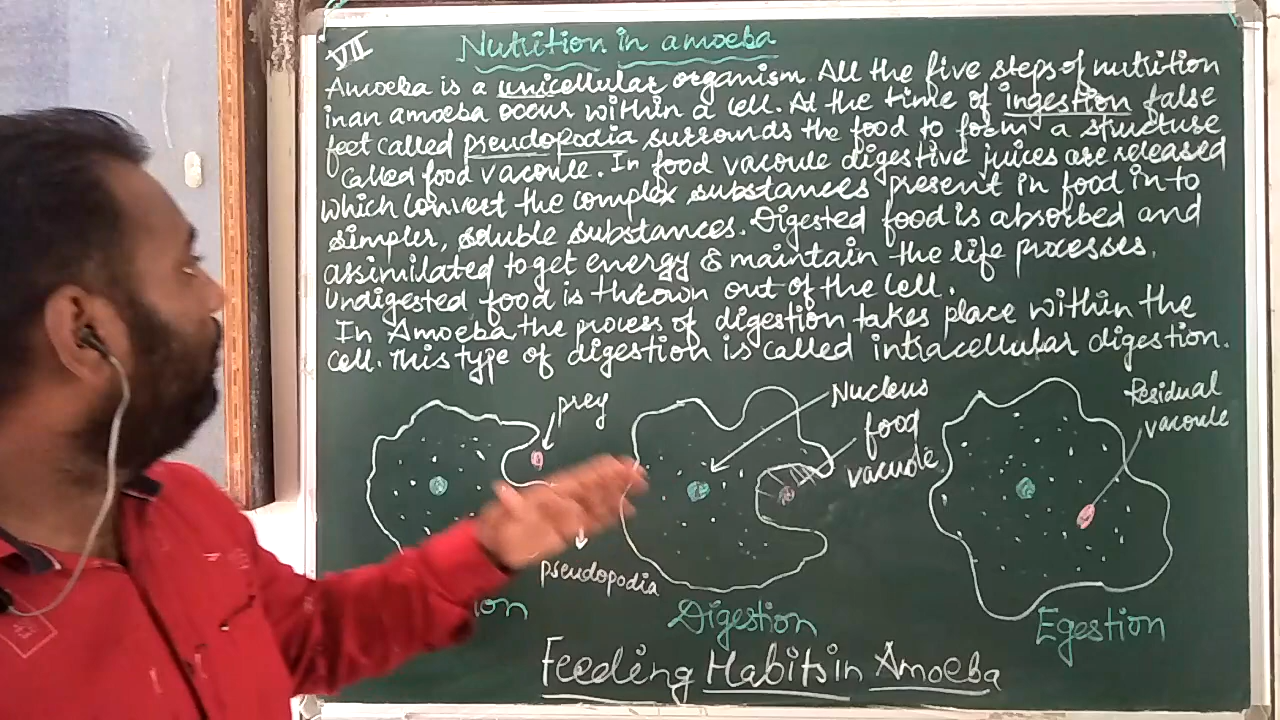 VII
Nutrition in amoeba
Amoeba is a unicellular organism. All the five steps of nutrition
in an amoeba occur within a cell. At the time of ingestion false
feet called pseudopodia surrounds the food to form a structure
called food vacoule. In food vacoule digestive juices are released
which convert the complex substances present in food in to
simpler, soluble substances. Digested food is absorbed and
assimilated to get energy & maintain the life processes.
Undigested food is thrown out of the cell.
In Amoeba the process of digestion takes place within the
cell. This type of digestion is called intracellular digestion.
prey
Nucleus
food
vacuole
Residual
vacoule
pseudopodia
ion
Digestion
Egestion
Feeding Habits in Amoeba